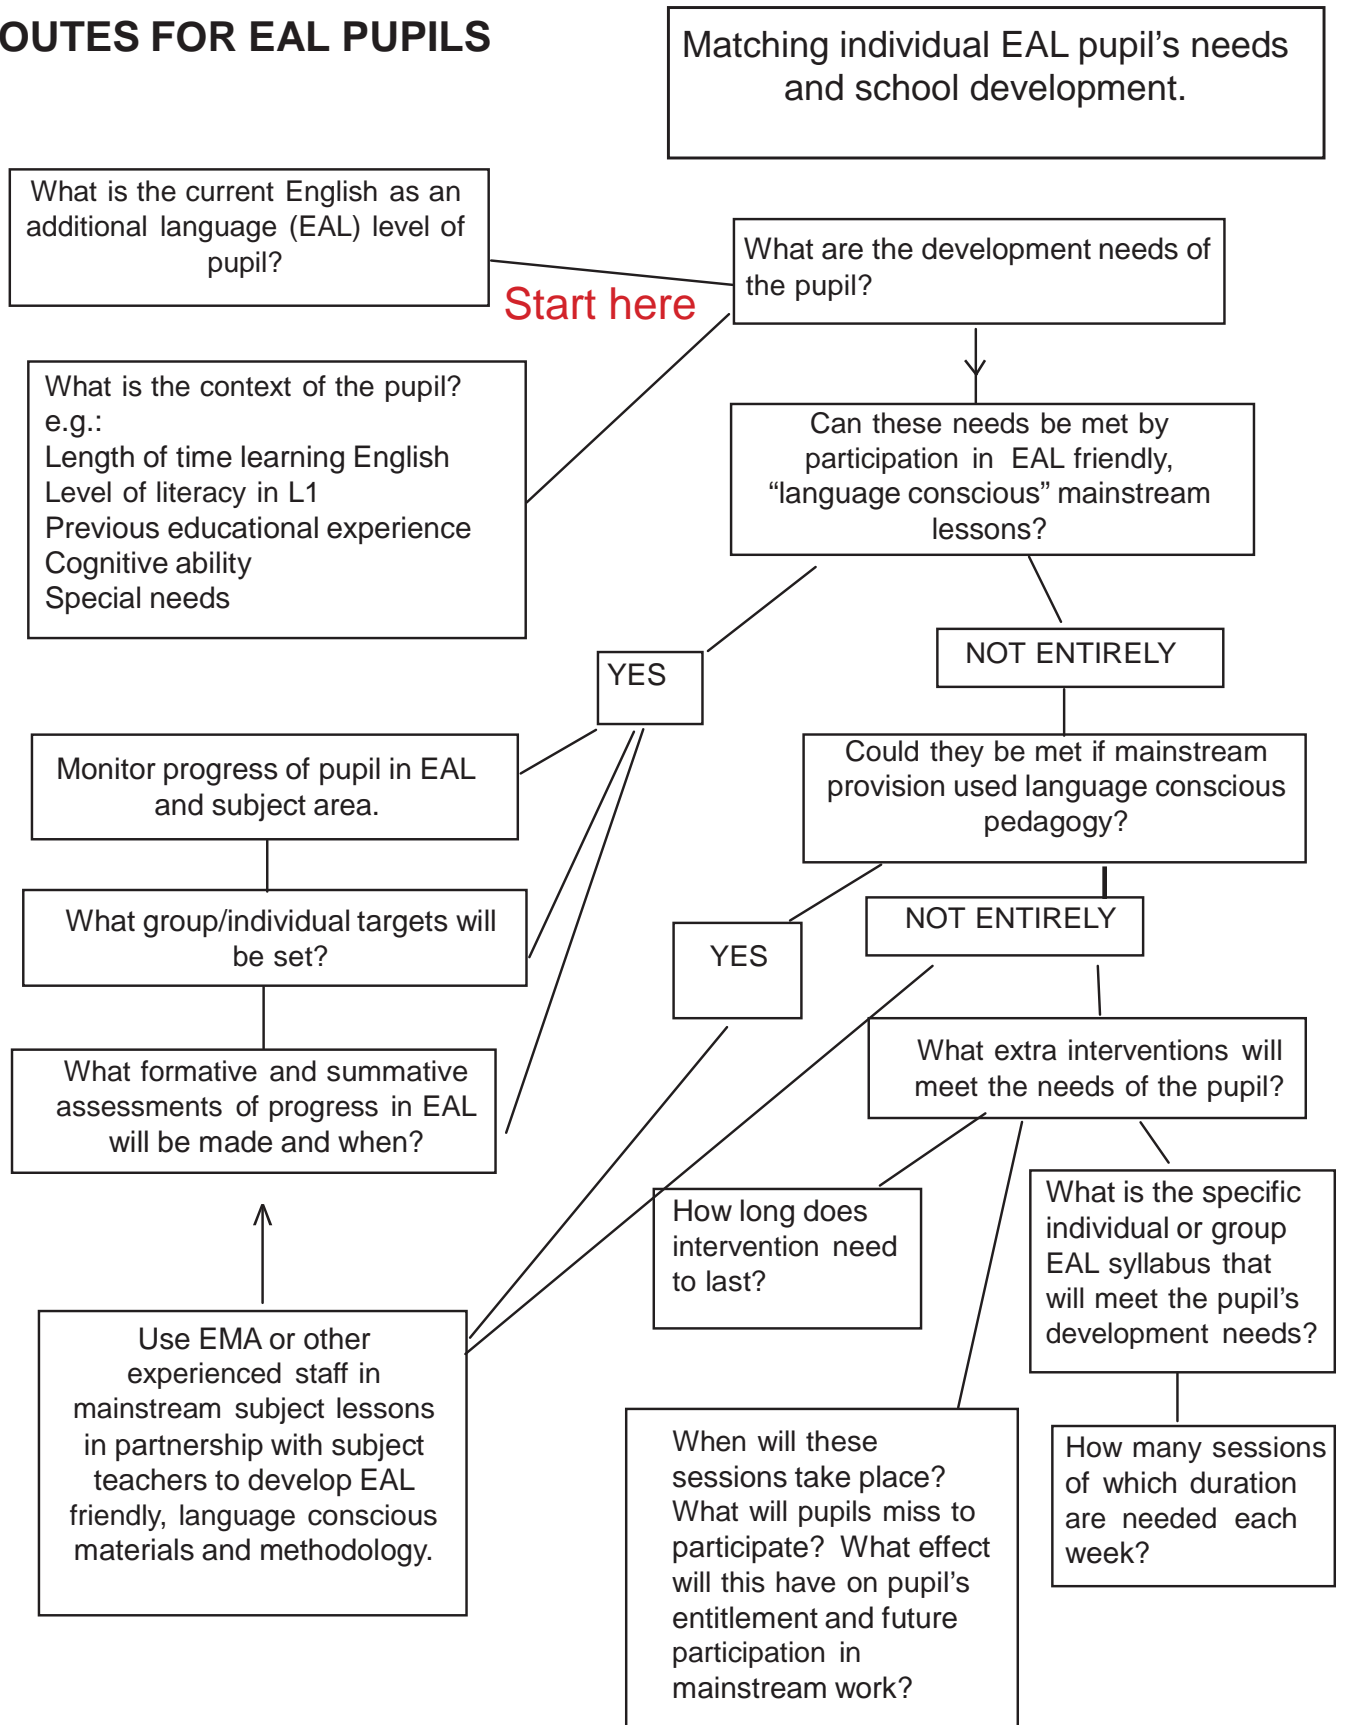 OUTES FOR EAL PUPILS
Matching individual EAL pupil’s needs
and school development.
What is the current English as an
additional language (EAL) level of
pupil?
Start here
What are the development needs of
the pupil?
What is the context of the pupil?
e.g.:
Length of time learning English
Level of literacy in L1
Previous educational experience
Cognitive ability
Special needs
Can these needs be met by
participation in EAL friendly,
“language conscious” mainstream
lessons?
YES
NOT ENTIRELY
Monitor progress of pupil in EAL
and subject area.
Could they be met if mainstream
provision used language conscious
pedagogy?
What group/individual targets will
be set?
YES
NOT ENTIRELY
What formative and summative
assessments of progress in EAL
will be made and when?
What extra interventions will
meet the needs of the pupil?
How long does
intervention need
to last?
What is the specific
individual or group
EAL syllabus that
will meet the pupil’s
development needs?
Use EMA or other
experienced staff in
mainstream subject lessons
in partnership with subject
teachers to develop EAL
friendly, language conscious
materials and methodology.
When will these
sessions take place?
What will pupils miss to
participate? What effect
will this have on pupil’s
entitlement and future
participation in
mainstream work?
How many sessions
of which duration
are needed each
week?